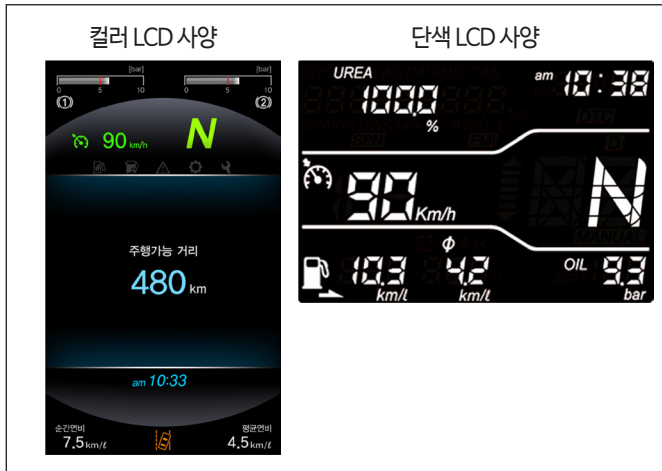 컬러 LCD 사양
[bar]
[bar]
0 5 10
0 5 10
(1)
(2)
90 km/h
N
주행가능 거리
480 km
am 10:33
순간연비
7.5 km/ℓ
평균연비
4.5 km/ℓ
단색 LCD 사양
UREA
100.0
%
am 10:38
DTC
SPN
FMI
D
90 Km/h
N
MANUAL
10.3
km/ℓ
ϕ
4.2
km/ℓ
OIL 9.3
bar